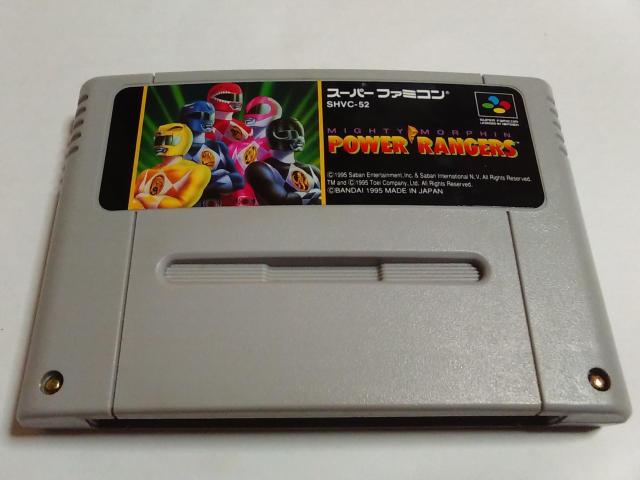 スーパーファミコン®
SHVC-52
SUPER FAMICOM
MIGHTY MORPHIN
POWER RANGERS
©1995 Saban Entertainment, Inc. & Saban International N.V. All Rights Reserved.
TM and ©1995 Toei Company, Ltd. All Rights Reserved.
©BANDAI 1995 MADE IN JAPAN